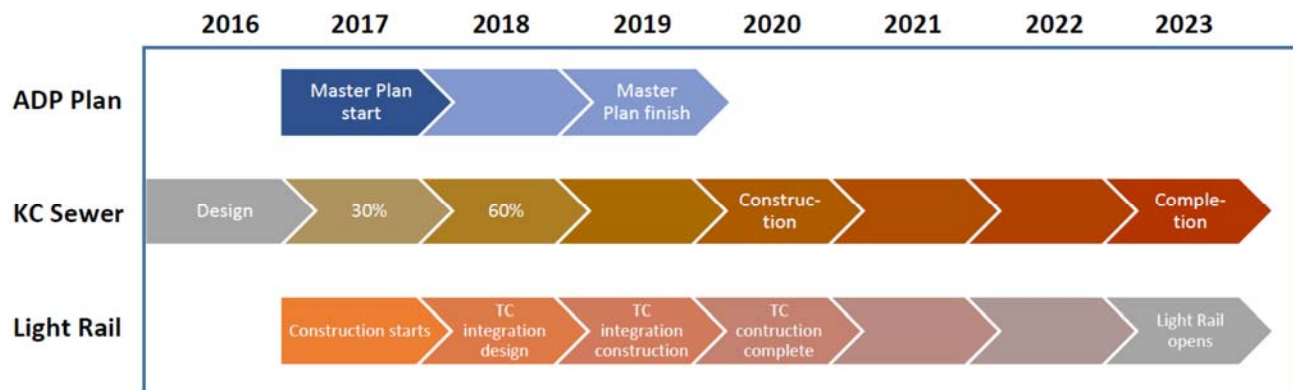 2016 2017 2018 2019 2020 2021 2022 2023
ADP Plan
Master Plan
start
Master
Plan finish
KC Sewer
Design
30%
60%
Construc-
tion
Comple-
tion
Light Rail
Construction starts
TC
integration
design
TC
integration
construction
TC
contruction
complete
Light Rail
opens